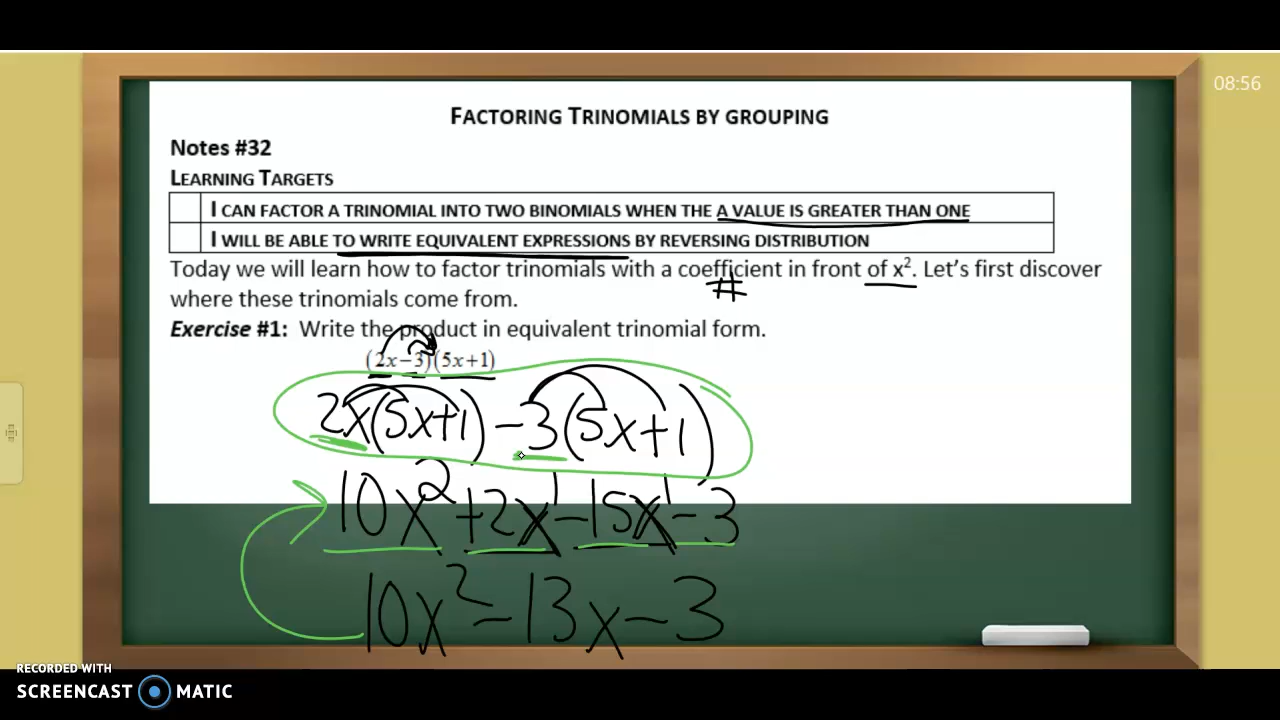 08:56
FACTORING TRINOMIALS BY GROUPING
Notes #32
LEARNING TARGETS
I CAN FACTOR A TRINOMIAL INTO TWO BINOMIALS WHEN THE A VALUE IS GREATER THAN ONE
I WILL BE ABLE TO WRITE EQUIVALENT EXPRESSIONS BY REVERSING DISTRIBUTION
Today we will learn how to factor trinomials with a coefficient in front of x². Let's first discover
#
where these trinomials come from.
Exercise #1: Write the product in equivalent trinomial form.
(2x−3)(5x+1)
2x(5x+1) −3(5x+1)
10x² +2x¹ −15x¹ −3
10x² −13x −3
RECORDED WITH
SCREENCAST MATIC